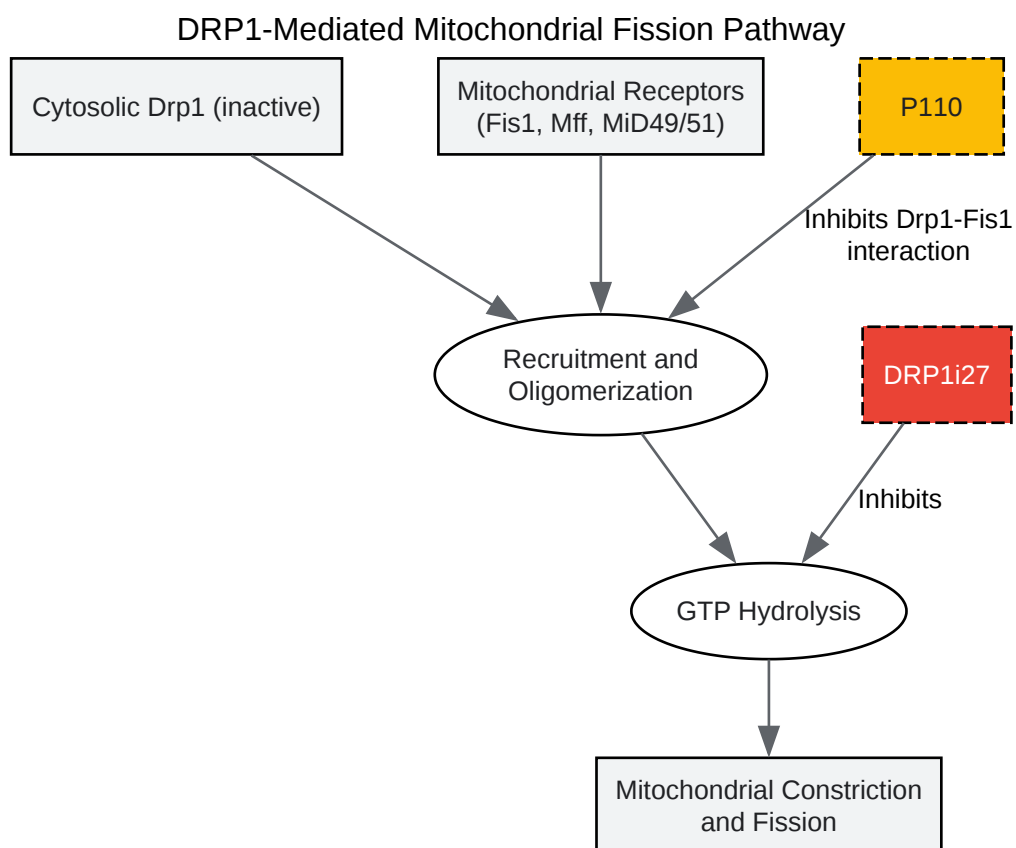 DRP1-Mediated Mitochondrial Fission Pathway
Cytosolic Drp1 (inactive)
Mitochondrial Receptors
(Fis1, Mff, MiD49/51)
P110
Inhibits Drp1-Fis1
interaction
Recruitment and
Oligomerization
DRP1i27
Inhibits
GTP Hydrolysis
Mitochondrial Constriction
and Fission